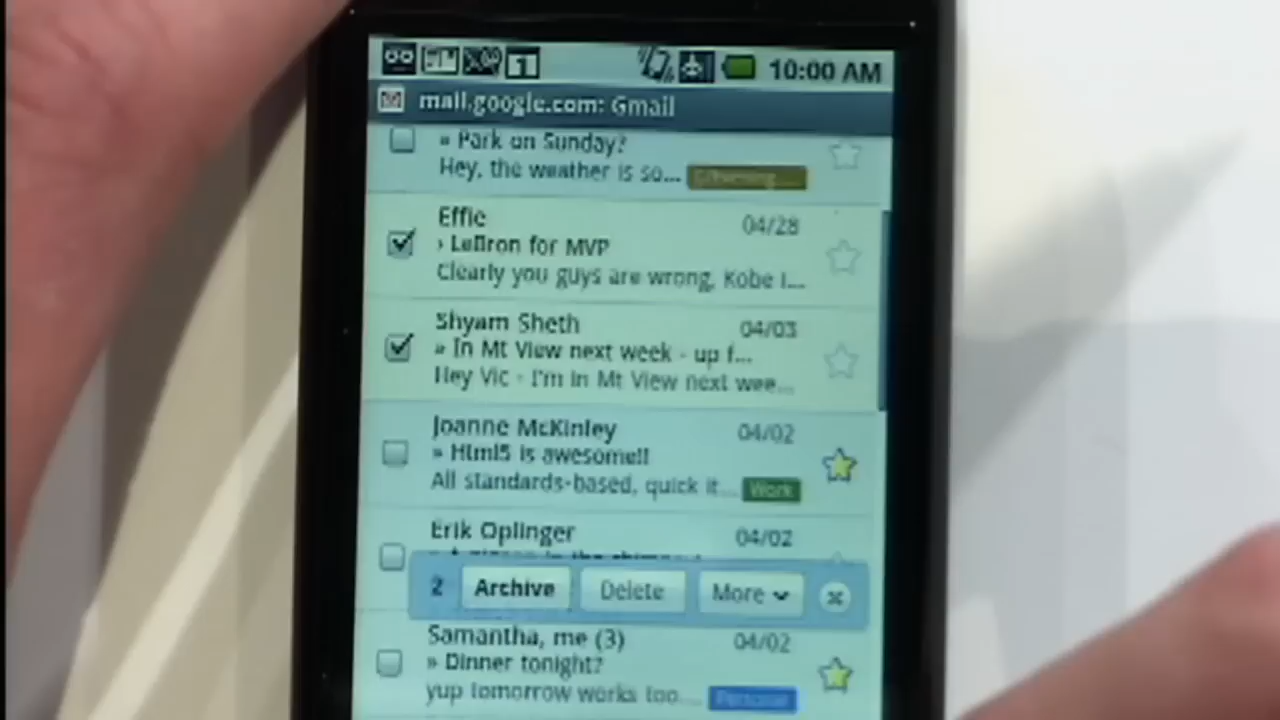 1 10:00 AM
mail.google.com: Gmail
» Park on Sunday?
Hey, the weather is so...
Effie 04/28
› LeBron for MVP
Clearly you guys are wrong, Kobe i...
Shyam Sheth 04/03
» In Mt View next week - up f...
Hey Vic - I'm in Mt View next wee...
Joanne McKinley 04/02
» Html5 is awesome!!
All standards-based, quick it... Work
Erik Oplinger 04/02
2 Archive Delete More
Samantha, me (3) 04/02
» Dinner tonight?
yup tomorrow works too... Personal